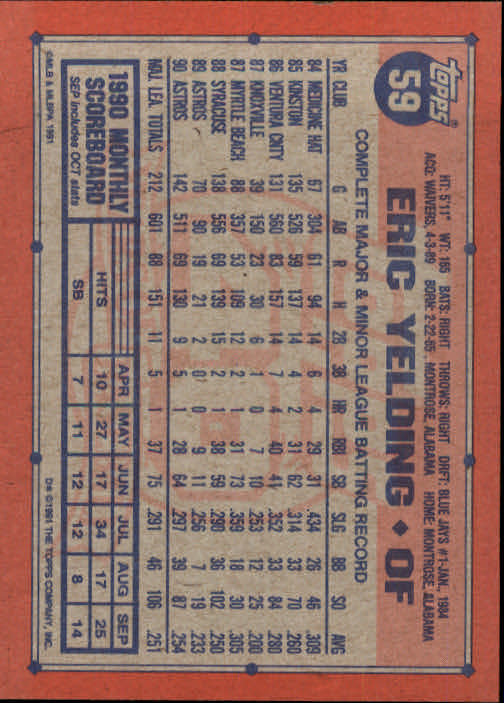 TOPPS®
59
HT: 5'11" WT: 165 BATS: RIGHT THROWS: RIGHT DRFT: BLUE JAYS #1-JAN., 1984
ACQ: WAIVERS, 4-3-89 BORN: 2-22-65, MONTROSE, ALABAMA HOME: MONTROSE, ALABAMA
ERIC YELDING ◆ OF
COMPLETE MAJOR & MINOR LEAGUE BATTING RECORD
YR CLUB G AB R H 2B 3B HR RBI SB SLG BB SO AVG
84 MEDICINE HAT 67 304 61 94 14 6 4 29 31 .434 26 46 .309
85 KINSTON 135 526 59 137 14 4 2 31 62 .314 33 70 .260
86 VENTURA CNTY 131 560 83 157 14 7 4 40 41 .352 33 84 .280
87 KNOXVILLE 39 150 23 30 6 1 0 7 10 .253 12 25 .200
87 MYRTLE BEACH 88 357 53 109 12 2 1 31 73 .359 18 30 .305
88 SYRACUSE 138 556 69 139 15 2 1 38 59 .290 36 102 .250
89 ASTROS 70 90 19 21 2 0 0 9 11 .256 7 19 .233
90 ASTROS 142 511 69 130 9 5 1 28 64 .297 39 87 .254
MAJ. LEA. TOTALS 212 601 88 151 11 5 1 37 75 .291 46 106 .251
1990 MONTHLY
SCOREBOARD
SEP includes OCT stats
APR MAY JUN JUL AUG SEP
HITS 10 27 17 34 17 25
SB 7 11 12 12 8 14
©MLB & MLBPA 1991
D* ©1991 THE TOPPS COMPANY, INC.